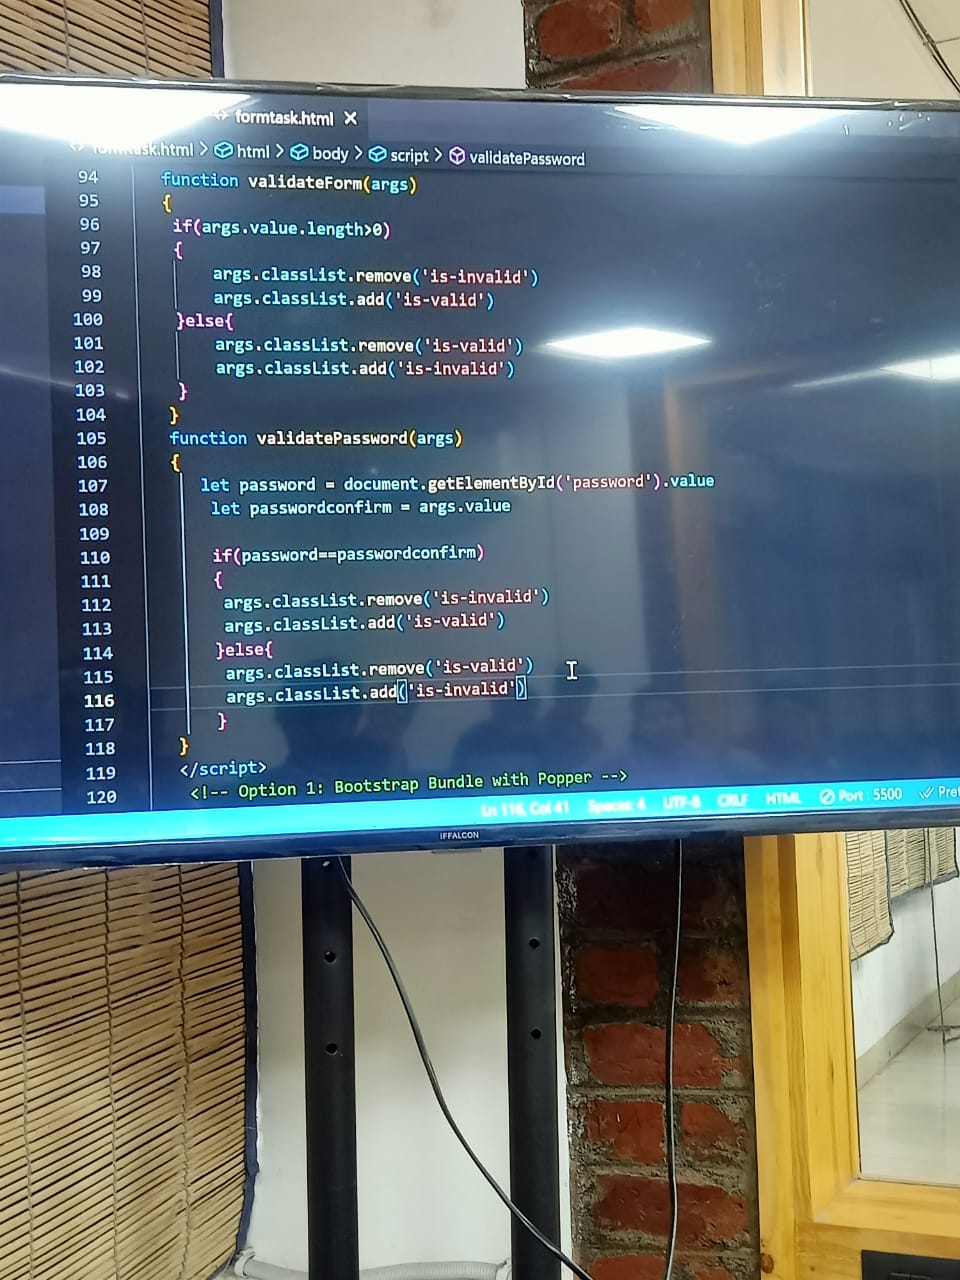 formtask.html
formtask.html > html > body > script > validatePassword
94 function validateForm(args)
95 {
96 if(args.value.length>0)
97 {
98 args.classList.remove('is-invalid')
99 args.classList.add('is-valid')
100 }else{
101 args.classList.remove('is-valid')
102 args.classList.add('is-invalid')
103 }
104 }
105 function validatePassword(args)
106 {
107 let password = document.getElementById('password').value
108 let passwordconfirm = args.value
109
110 if(password==passwordconfirm)
111 {
112 args.classList.remove('is-invalid')
113 args.classList.add('is-valid')
114 }else{
115 args.classList.remove('is-valid')
116 args.classList.add('is-invalid')
117 }
118 }
119 </script>
120 <!-- Option 1: Bootstrap Bundle with Popper -->
Ln 116, Col 41 Spaces: 4 UTF-8 CRLF HTML Port : 5500
IFFALCON